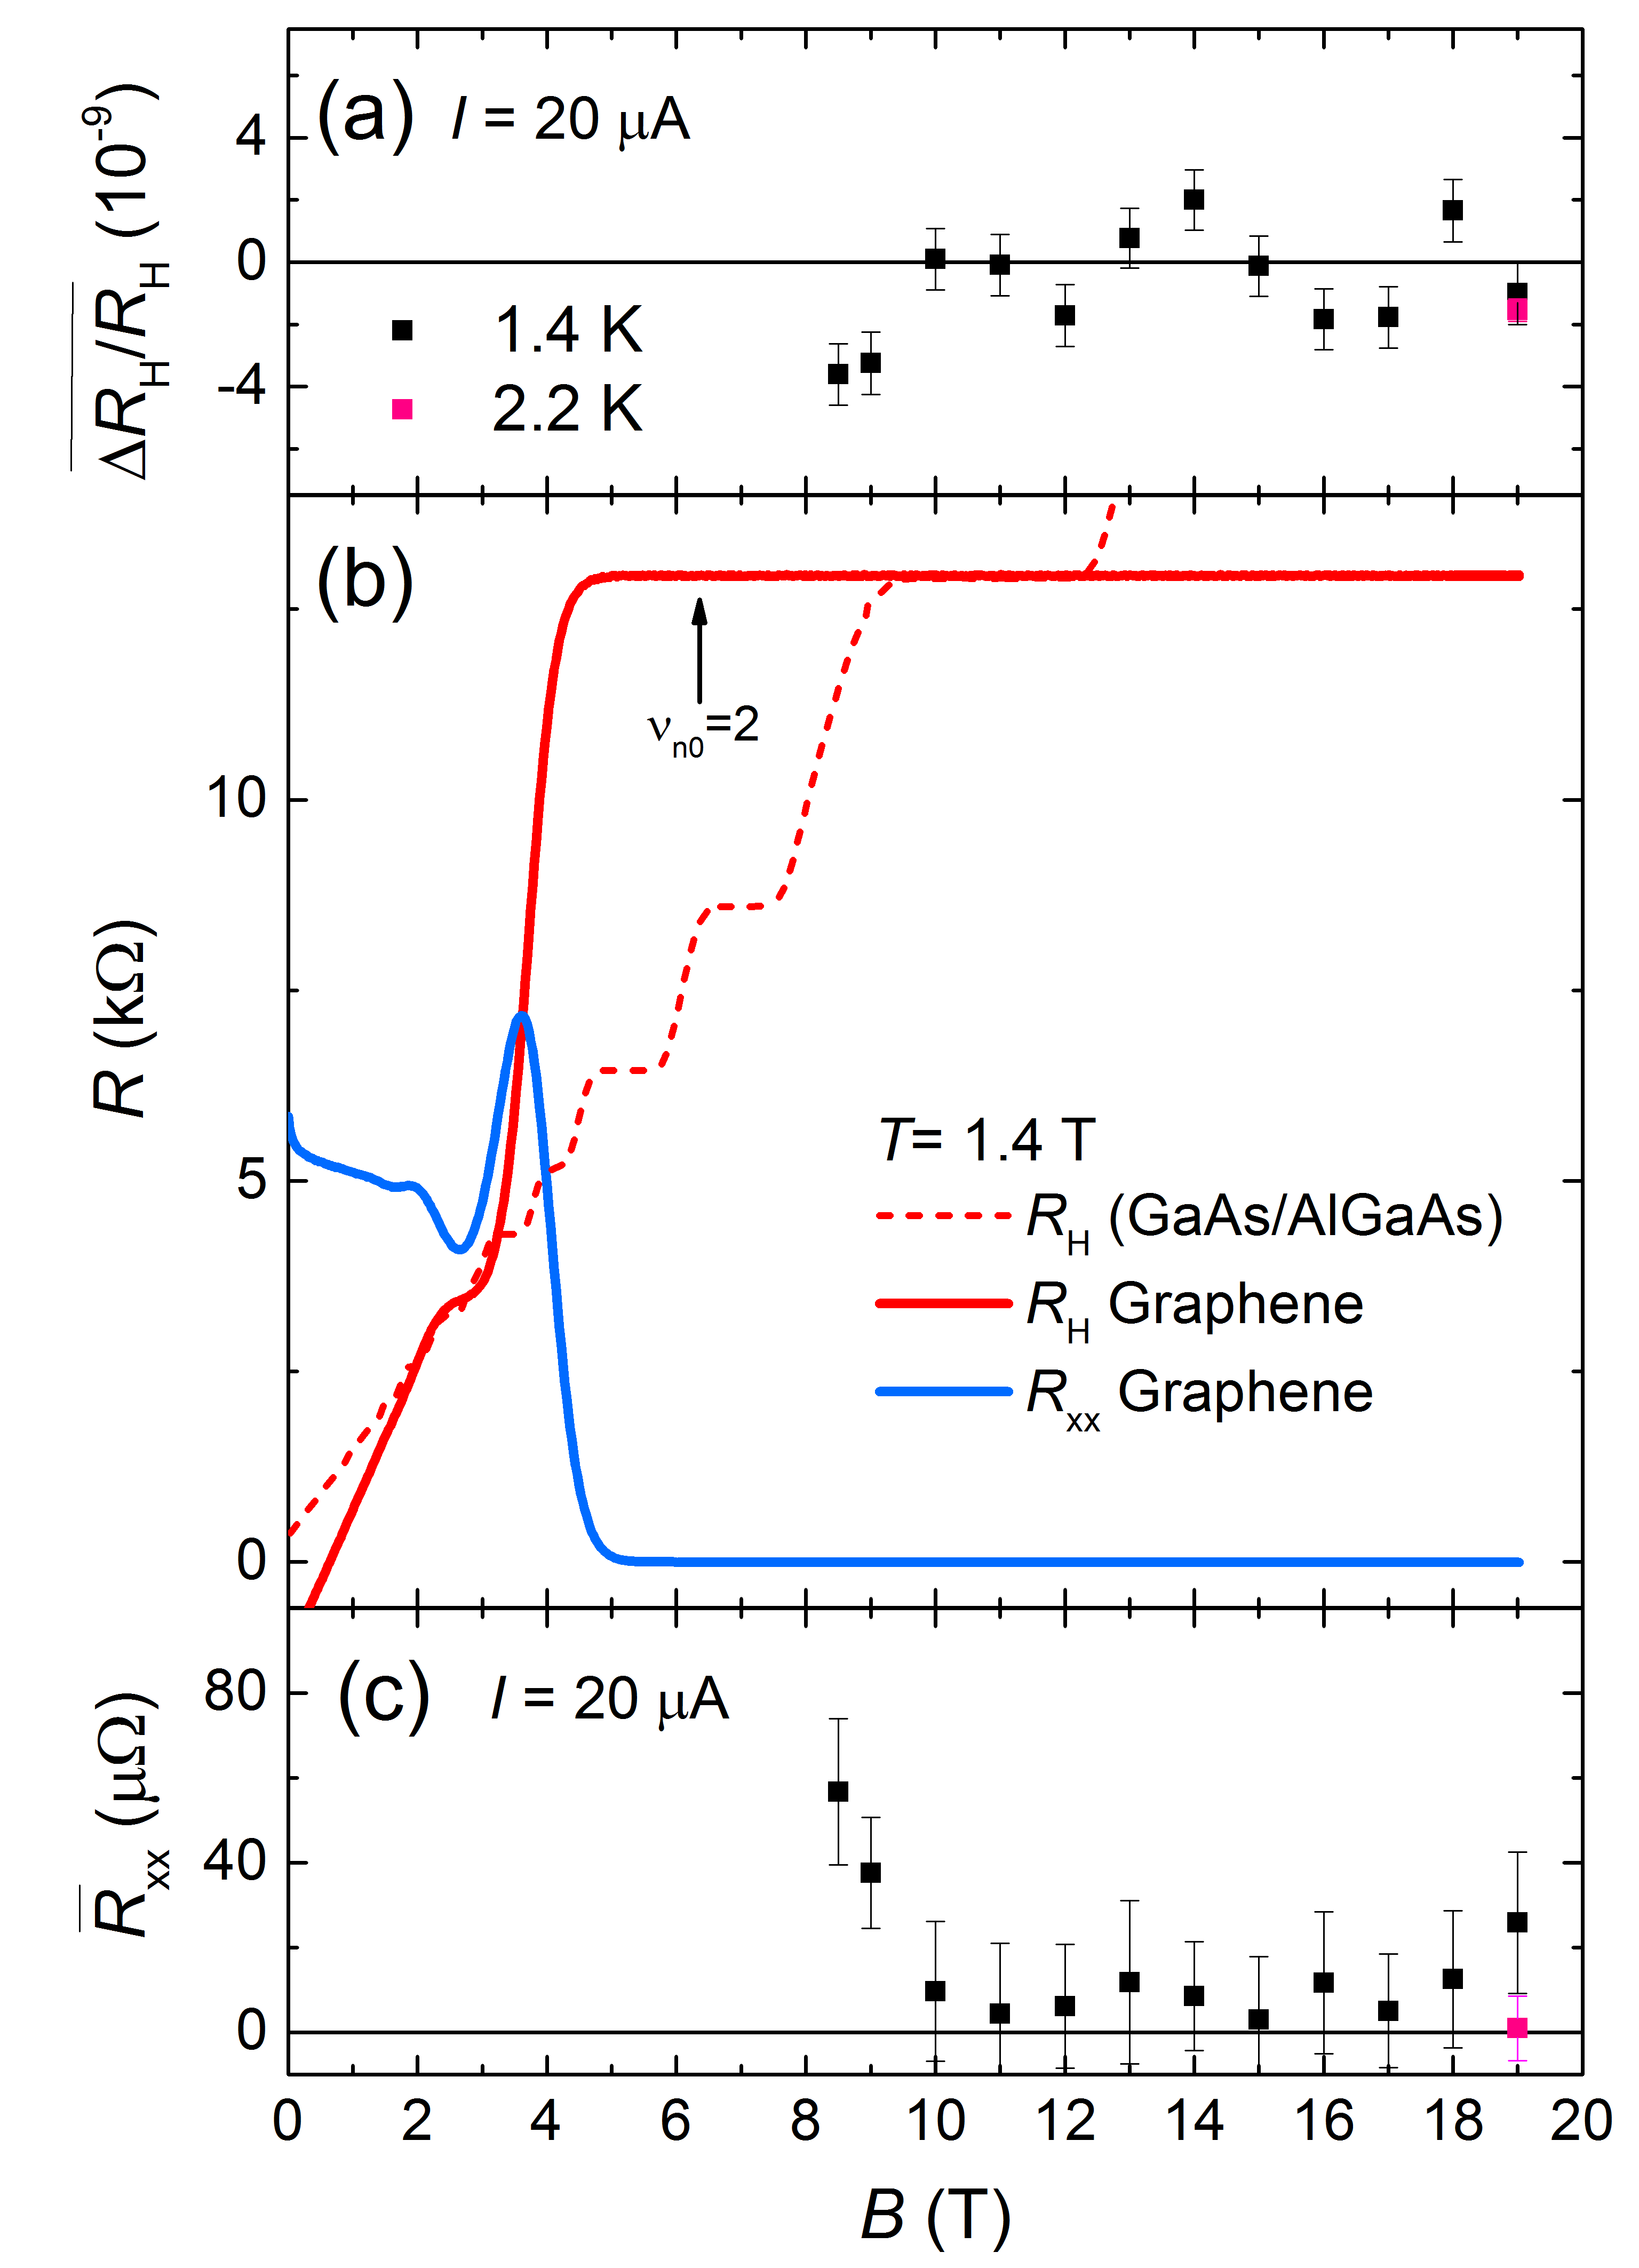 (a) I = 20 μA
ΔR_H/R_H (10^-9)
4
0
-4
1.4 K
2.2 K
(b)
ν_n0=2
R (kΩ)
10
5
0
T= 1.4 T
R_H (GaAs/AlGaAs)
R_H Graphene
R_xx Graphene
(c) I = 20 μA
R_xx (μΩ)
80
40
0
0 2 4 6 8 10 12 14 16 18 20
B (T)